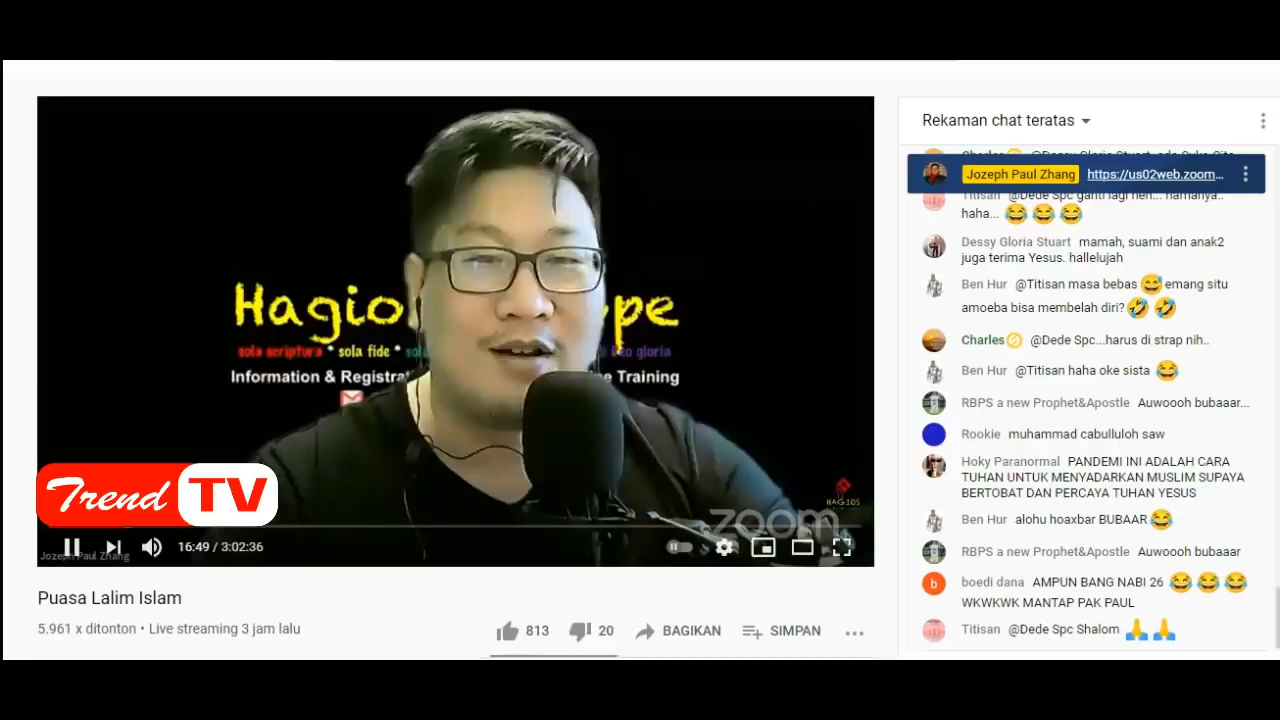 Hagios
pe
sola scriptura * sola fide *
gloria
Information & Registra
e Training
Trend TV
HAGIOS
zoom
Jozeph Paul Zhang
16:49 / 3:02:36
Puasa Lalim Islam
5.961 x ditonton • Live streaming 3 jam lalu
813
20
BAGIKAN
SIMPAN
Rekaman chat teratas
Jozeph Paul Zhang https://us02web.zoom...
Titisan @Dede Spc ganti lagi neh... namanya..
haha... 😂 😂 😂
Dessy Gloria Stuart mamah, suami dan anak2
juga terima Yesus. hallelujah
Ben Hur @Titisan masa bebas 😅 emang situ
amoeba bisa membelah diri? 🤣 🤣
Charles @Dede Spc...harus di strap nih..
Ben Hur @Titisan haha oke sista 😂
RBPS a new Prophet&Apostle Auwoooh bubaaar...
Rookie muhammad cabulluloh saw
Hoky Paranormal PANDEMI INI ADALAH CARA
TUHAN UNTUK MENYADARKAN MUSLIM SUPAYA
BERTOBAT DAN PERCAYA TUHAN YESUS
Ben Hur alohu hoaxbar BUBAAR 😂
RBPS a new Prophet&Apostle Auwoooh bubaaar
b
boedi dana AMPUN BANG NABI 26 😂 😂 😂
WKWKWK MANTAP PAK PAUL
Titisan @Dede Spc Shalom 🙏 🙏